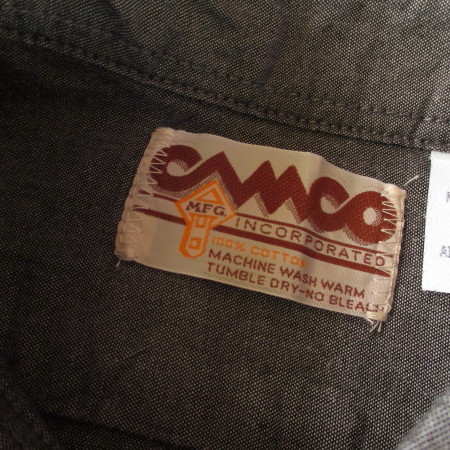 CAMCO
MFG.
INCORPORATED
100% COTTON
MACHINE WASH WARM
TUMBLE DRY-NO BLEACH